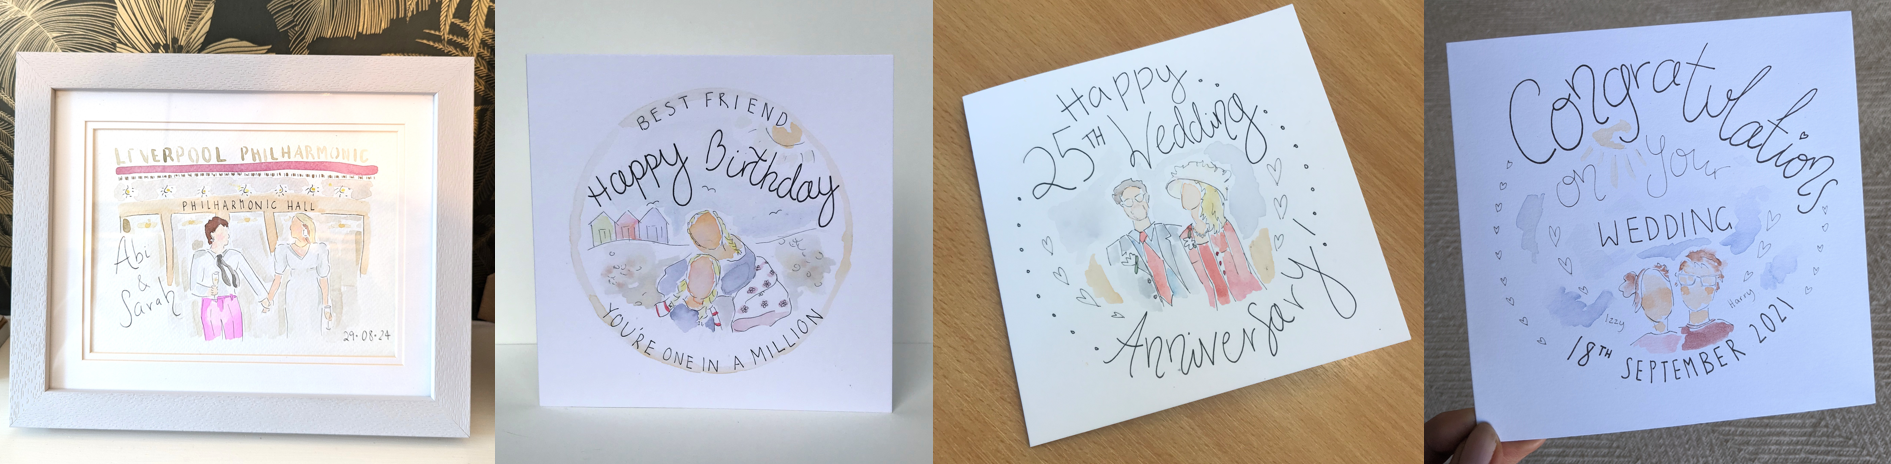 LIVERPOOL PHILHARMONIC
PHILHARMONIC HALL
Abi
&
Sarah
29·08·24
BEST FRIEND
Happy Birthday
YOU'RE ONE IN A MILLION
Happy
25TH Wedding
Anniversary!
Congratulations
on Your
WEDDING
Izzy
Harry
18TH SEPTEMBER 2021